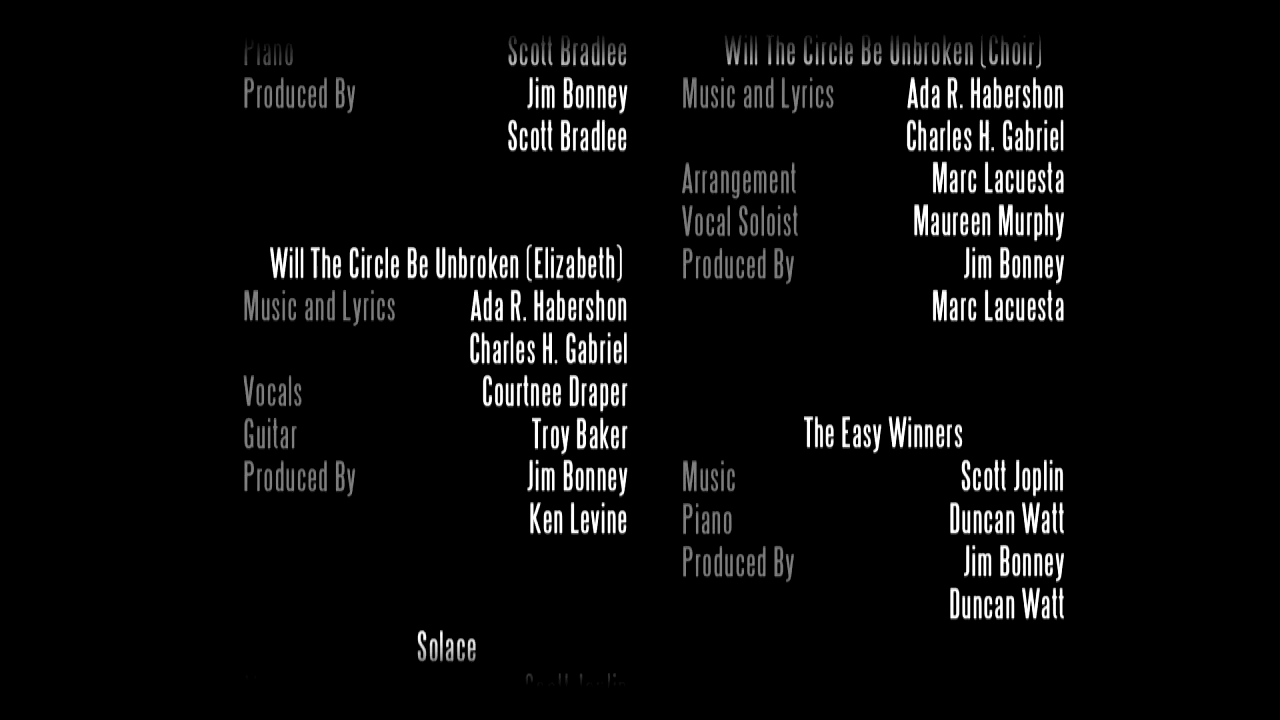 Piano Scott Bradlee
Produced By Jim Bonney
Scott Bradlee
Will The Circle Be Unbroken (Elizabeth)
Music and Lyrics Ada R. Habershon
Charles H. Gabriel
Vocals Courtnee Draper
Guitar Troy Baker
Produced By Jim Bonney
Ken Levine
Solace
Scott Joplin
Will The Circle Be Unbroken (Choir)
Music and Lyrics Ada R. Habershon
Charles H. Gabriel
Arrangement Marc Lacuesta
Vocal Soloist Maureen Murphy
Produced By Jim Bonney
Marc Lacuesta
The Easy Winners
Music Scott Joplin
Piano Duncan Watt
Produced By Jim Bonney
Duncan Watt